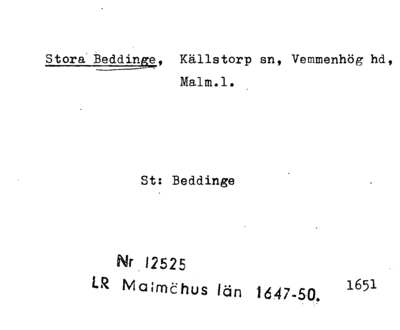 Stora Beddinge, Källstorp sn, Vemmenhög hd,
Malm.l.
St: Beddinge
Nr 12525
LR Malmöhus län 1647-50. 1651